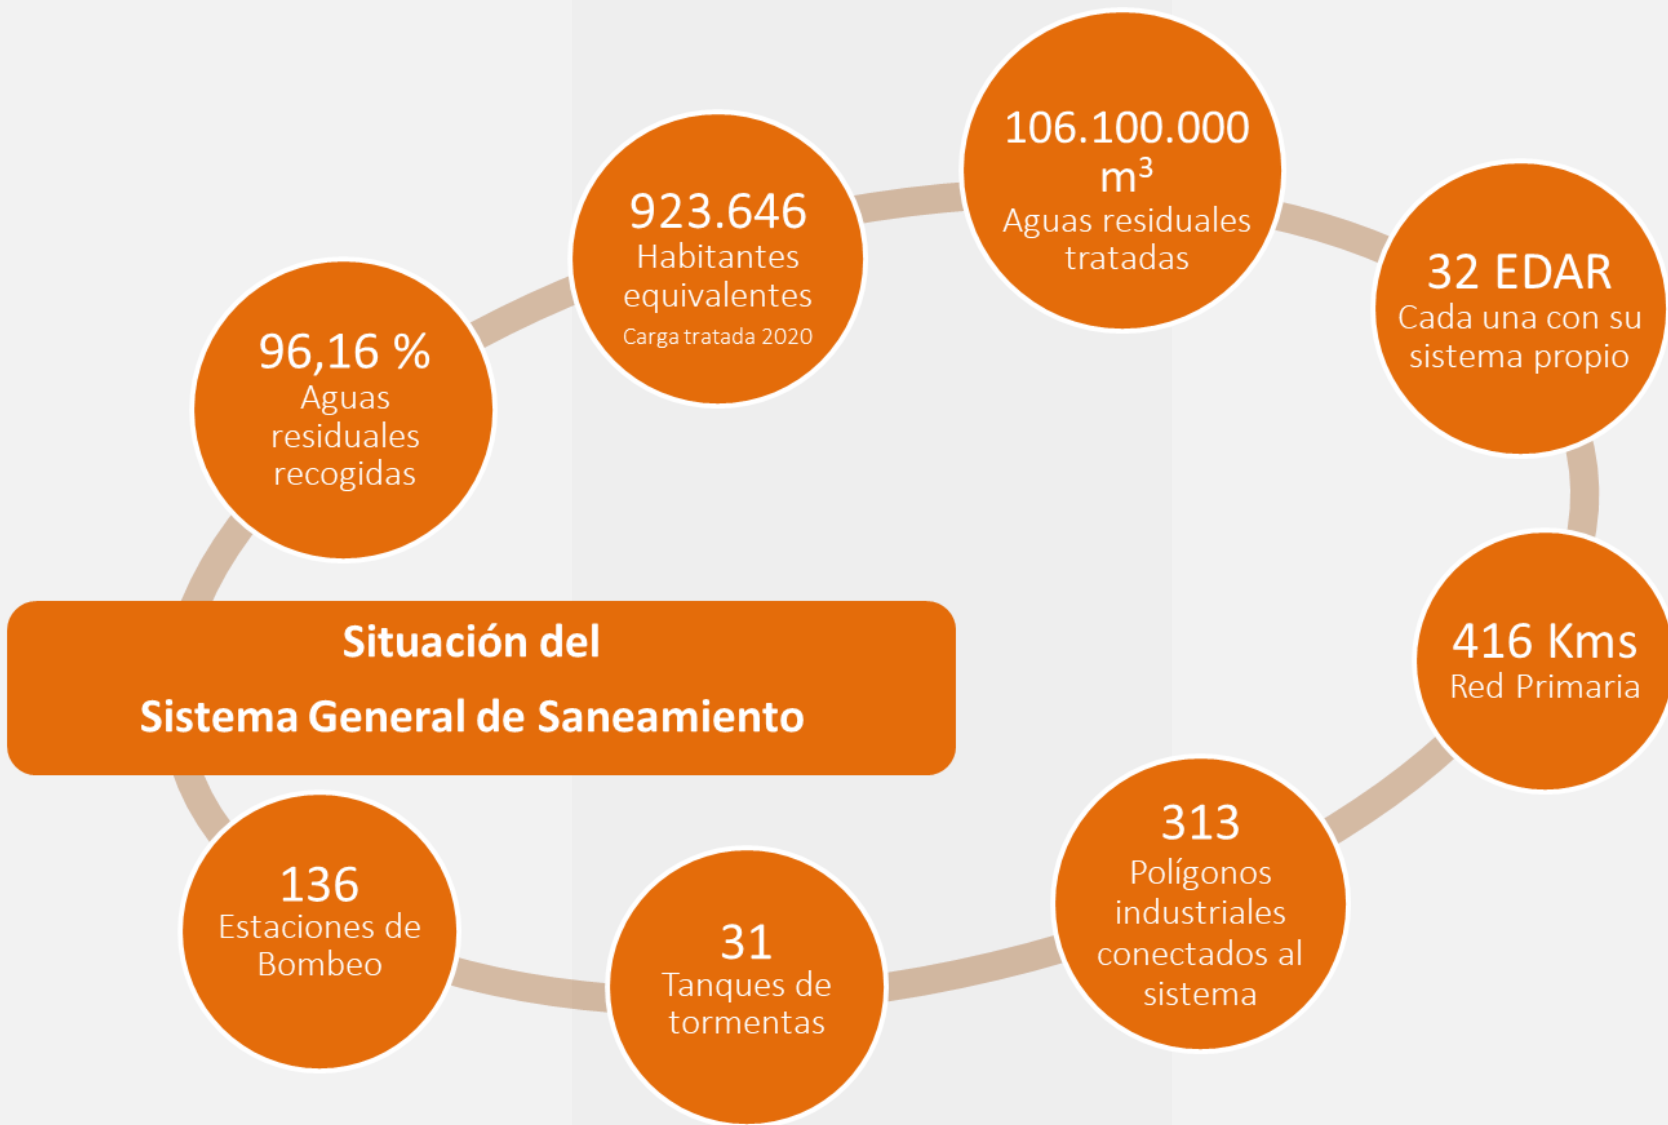 106.100.000
m³
Aguas residuales
tratadas
923.646
Habitantes
equivalentes
Carga tratada 2020
32 EDAR
Cada una con su
sistema propio
96,16 %
Aguas
residuales
recogidas
Situación del
Sistema General de Saneamiento
416 Kms
Red Primaria
313
Polígonos
industriales
conectados al
sistema
136
Estaciones de
Bombeo
31
Tanques de
tormentas